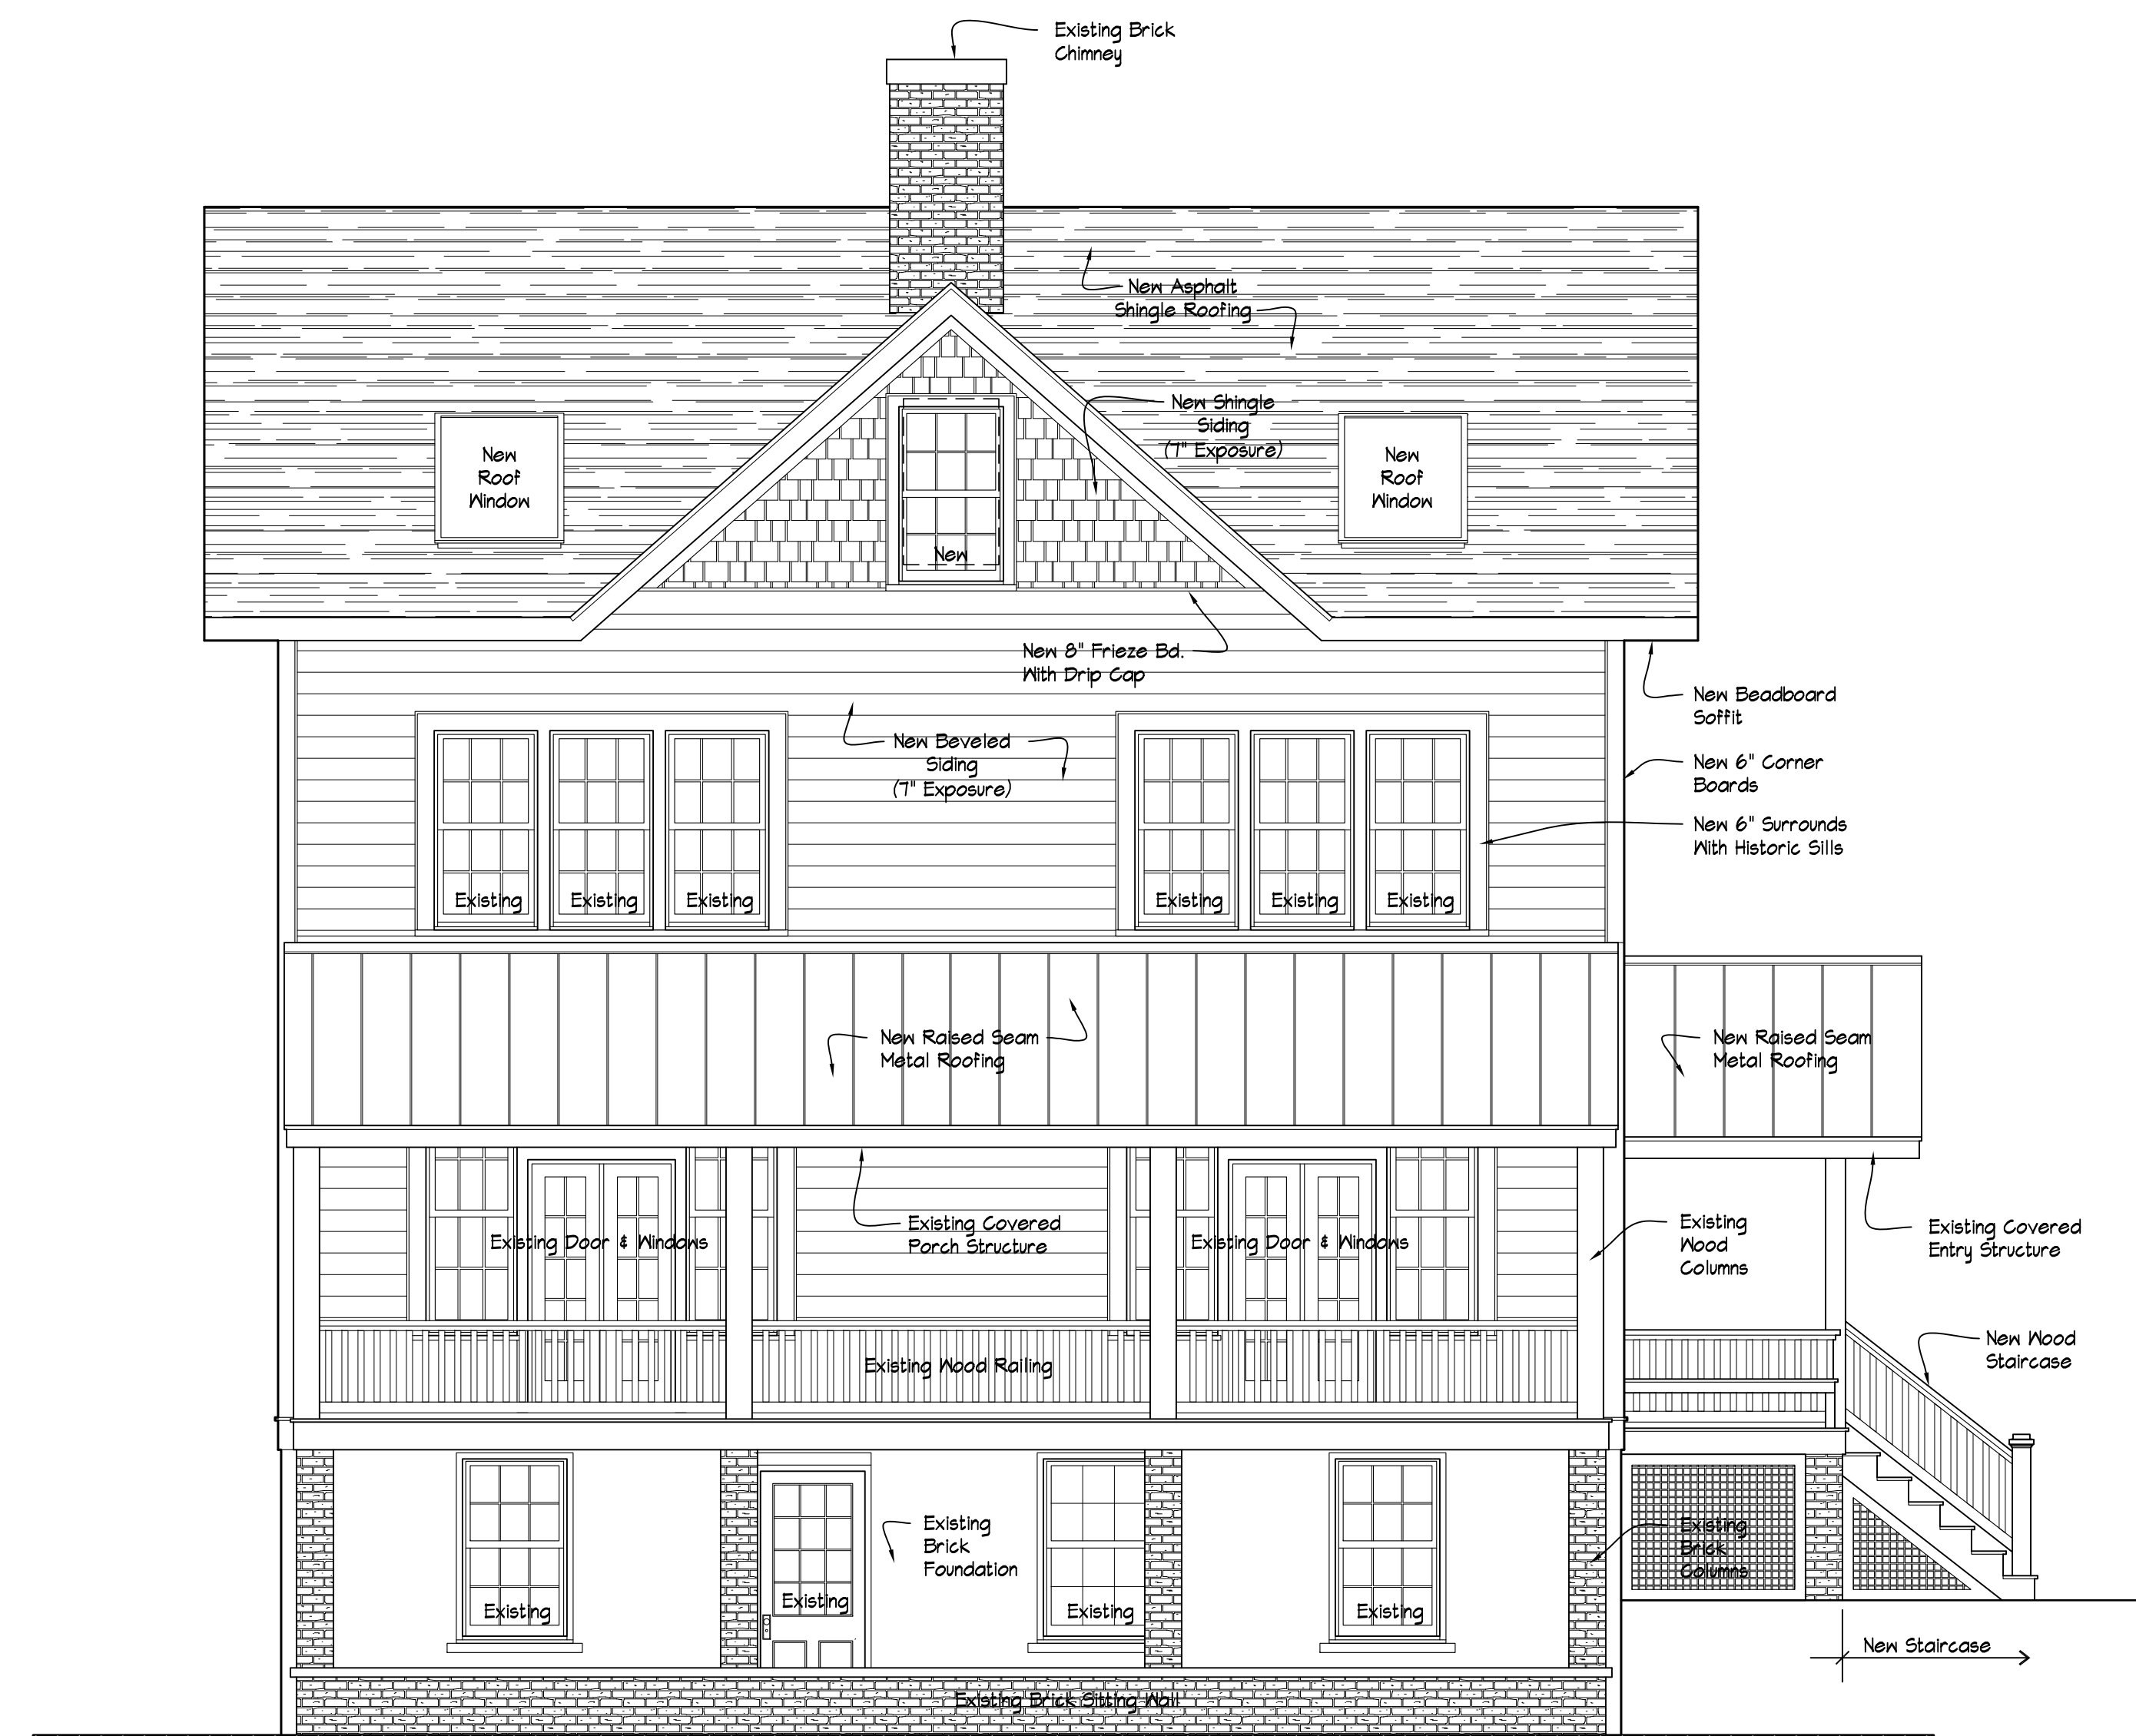 Existing Brick
Chimney
New Asphalt
Shingle Roofing
New Shingle
Siding
(7" Exposure)
New
Roof
Window
New
Roof
Window
New
New 8" Frieze Bd.
With Drip Cap
New Beadboard
Soffit
New Beveled
Siding
(7" Exposure)
New 6" Corner
Boards
New 6" Surrounds
With Historic Sills
Existing
Existing
Existing
Existing
Existing
Existing
New Raised Seam
Metal Roofing
New Raised Seam
Metal Roofing
Existing Door & Windows
Existing Covered
Porch Structure
Existing Door & Windows
Existing
Wood
Columns
Existing Covered
Entry Structure
Existing Wood Railing
New Wood
Staircase
Existing
Brick
Foundation
Existing
Brick
Columns
Existing
Existing
Existing
Existing
New Staircase
Existing Brick Sitting Wall